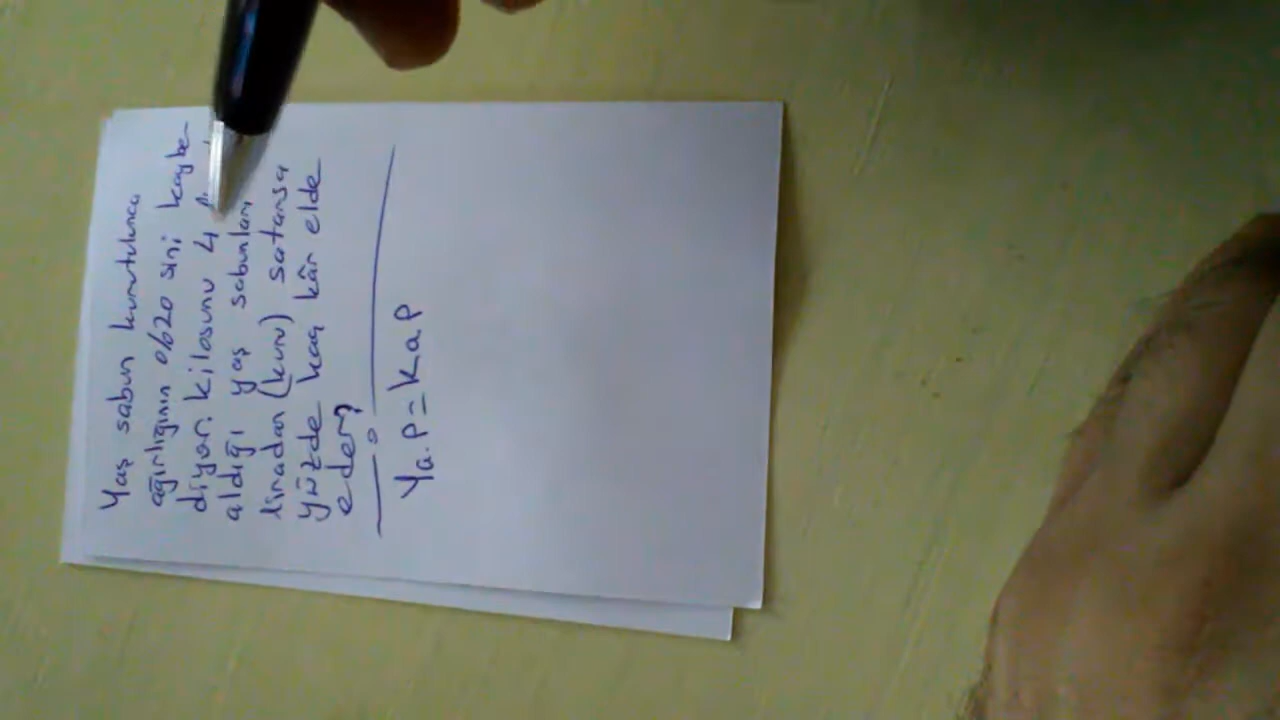 Yaş sabun kurutulunca
ağırlığının %20 sini kaybe-
diyor. kilosunu 4
aldığı yaş sabunları
liradan (kuru) satarsa
yüzde kaç kâr elde
eder?
Ya.P = KaP